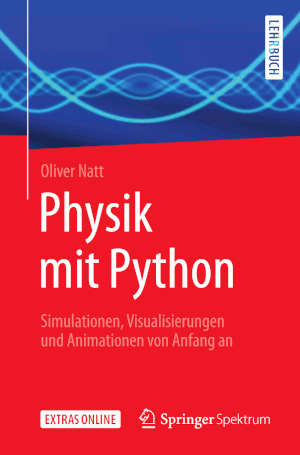 LEHRBUCH
Oliver Natt
Physik
mit Python
Simulationen, Visualisierungen
und Animationen von Anfang an
EXTRAS ONLINE
Springer Spektrum